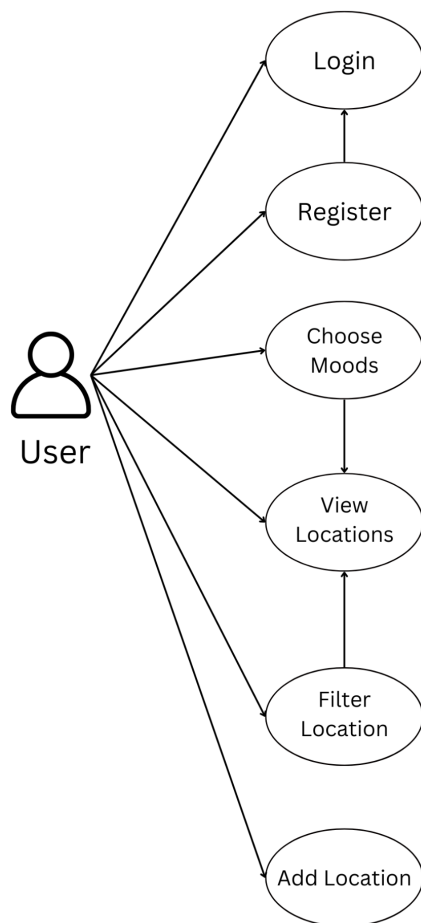 Login
Register
Choose
Moods
User
View
Locations
Filter
Location
Add Location